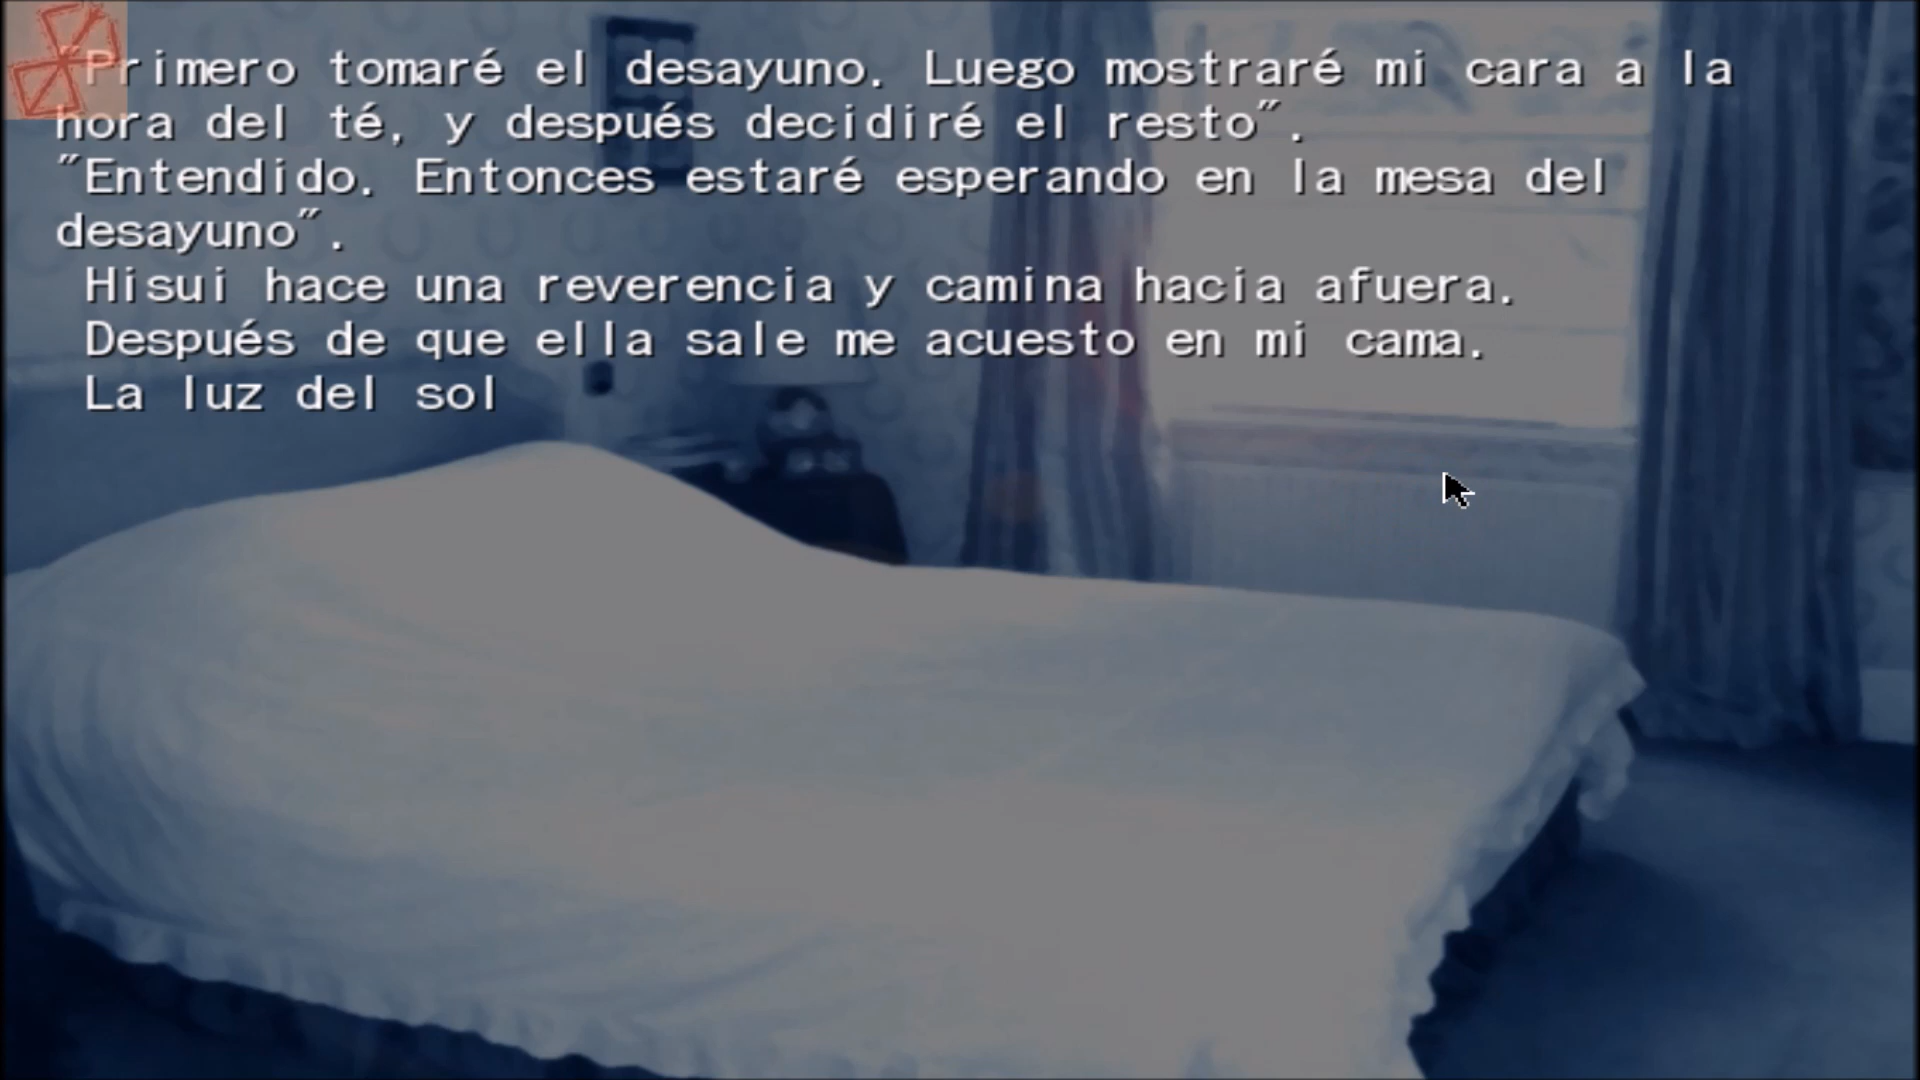 "Primero tomaré el desayuno. Luego mostraré mi cara a la
hora del té, y después decidiré el resto".
"Entendido. Entonces estaré esperando en la mesa del
desayuno".
Hisui hace una reverencia y camina hacia afuera.
Después de que ella sale me acuesto en mi cama.
La luz del sol